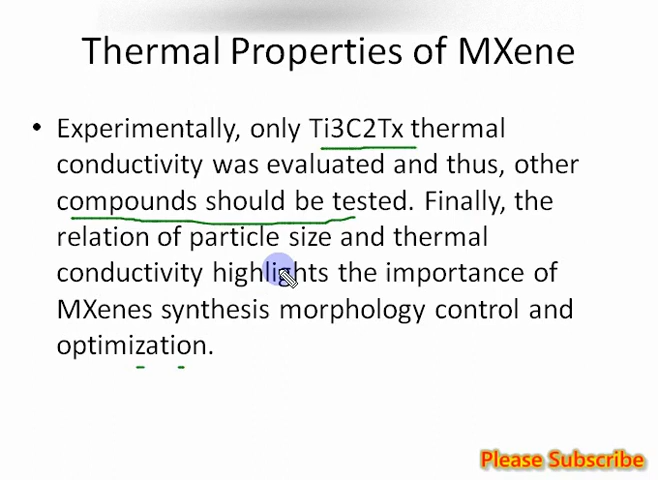 Thermal Properties of MXene
• Experimentally, only Ti3C2Tx thermal
conductivity was evaluated and thus, other
compounds should be tested. Finally, the
relation of particle size and thermal
conductivity highlights the importance of
MXenes synthesis morphology control and
optimization.
Please Subscribe